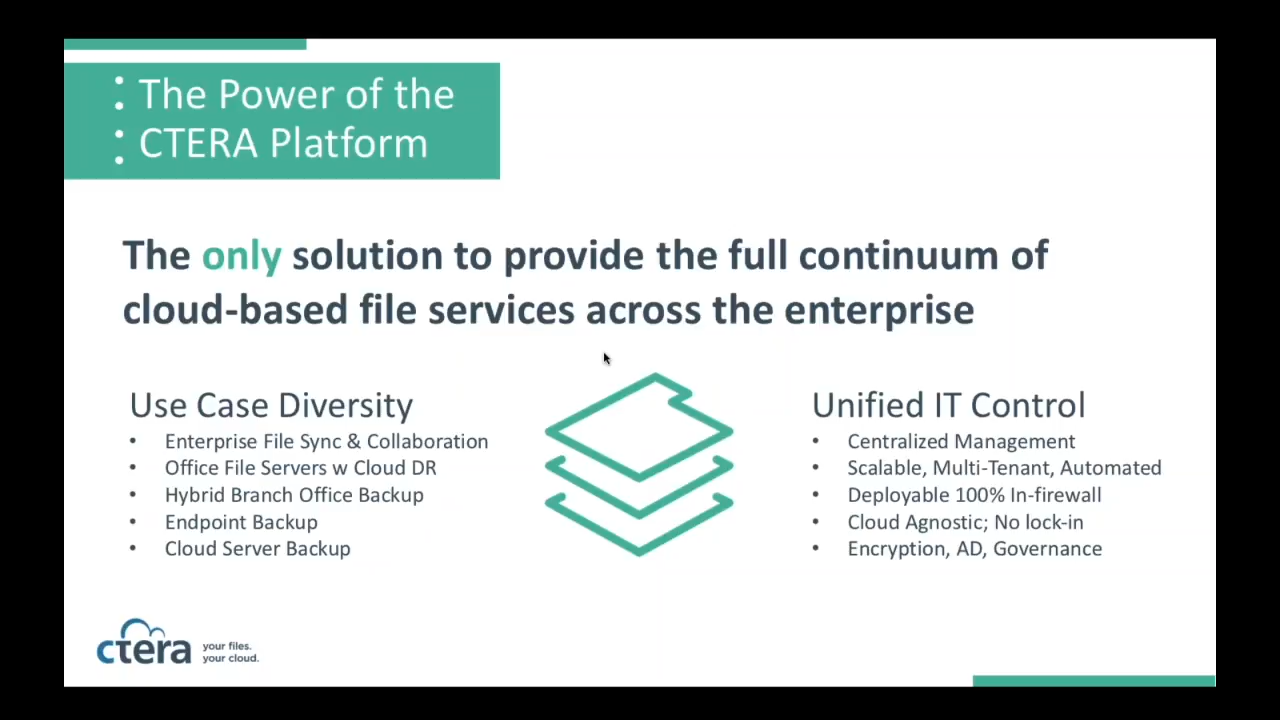 The Power of the
CTERA Platform
The only solution to provide the full continuum of
cloud-based file services across the enterprise
Use Case Diversity
• Enterprise File Sync & Collaboration
• Office File Servers w Cloud DR
• Hybrid Branch Office Backup
• Endpoint Backup
• Cloud Server Backup
Unified IT Control
• Centralized Management
• Scalable, Multi-Tenant, Automated
• Deployable 100% In-firewall
• Cloud Agnostic; No lock-in
• Encryption, AD, Governance
ctera
your files.
your cloud.